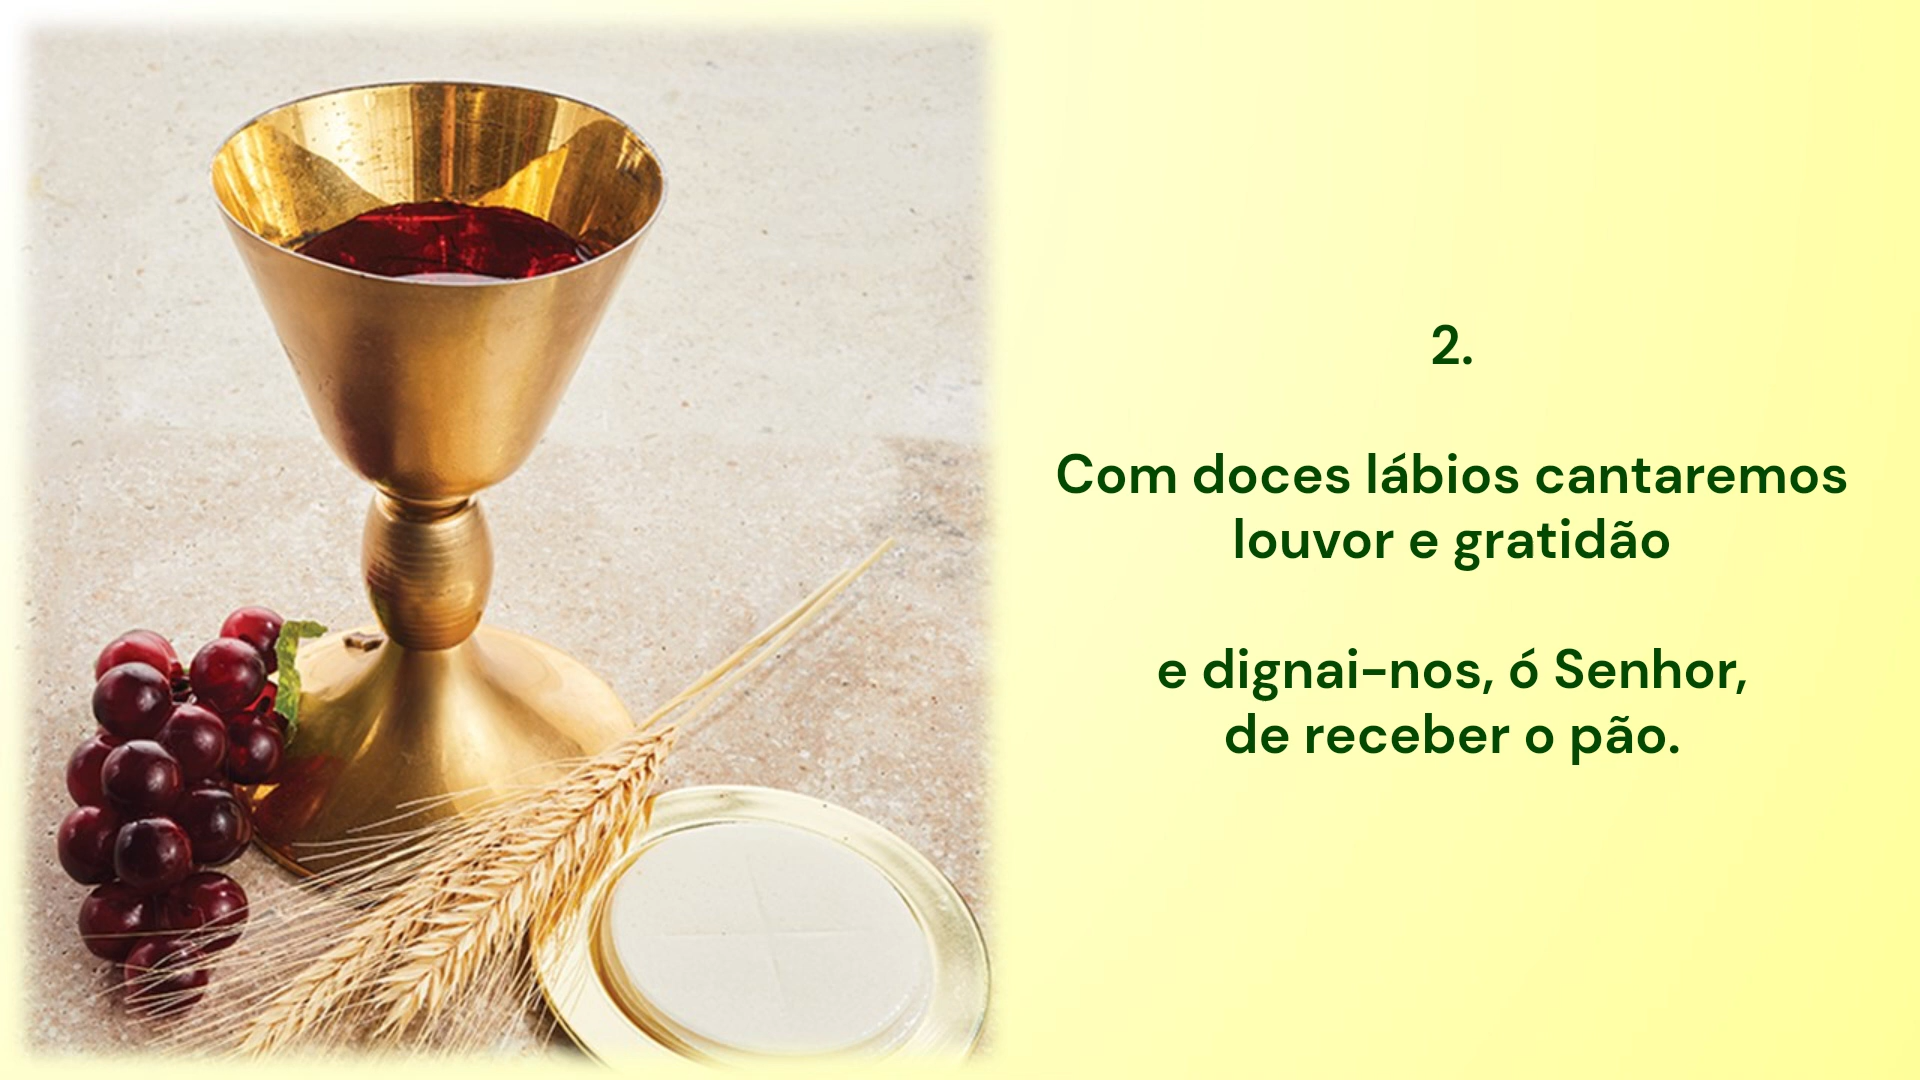 2.
Com doces lábios cantaremos
louvor e gratidão
e dignai-nos, ó Senhor,
de receber o pão.